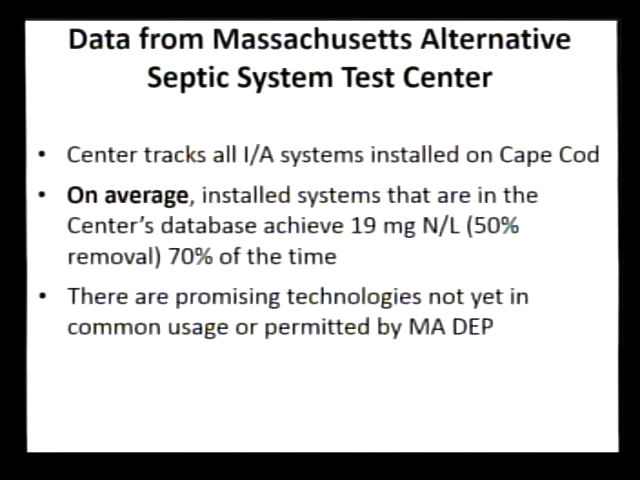 Data from Massachusetts Alternative
Septic System Test Center
• Center tracks all I/A systems installed on Cape Cod
• On average, installed systems that are in the
Center's database achieve 19 mg N/L (50%
removal) 70% of the time
• There are promising technologies not yet in
common usage or permitted by MA DEP